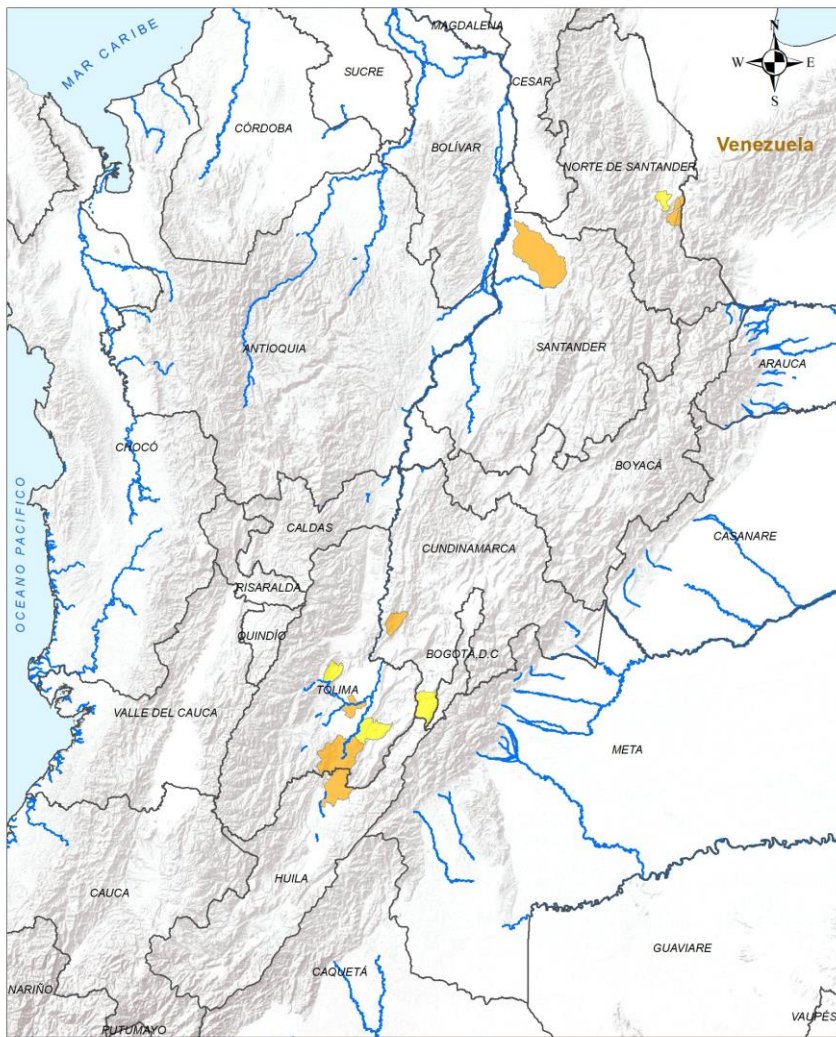 MAGDALENA
N
MAR CARIBE
W
E
SUCRE
CESAR
S
CÓRDOBA
BOLÍVAR
Venezuela
NORTE DE SANTANDER
ANTIOQUIA
SANTANDER
ARAUCA
CHOCÓ
BOYACÁ
OCEANO PACIFICO
CALDAS
CASANARE
CUNDINAMARCA
RISARALDA
QUINDÍO
BOGOTÁ, D.C
TOLIMA
VALLE DEL CAUCA
META
HUILA
CAUCA
GUAVIARE
CAQUETÁ
NARIÑO
VAUPÉS
PUTUMAYO